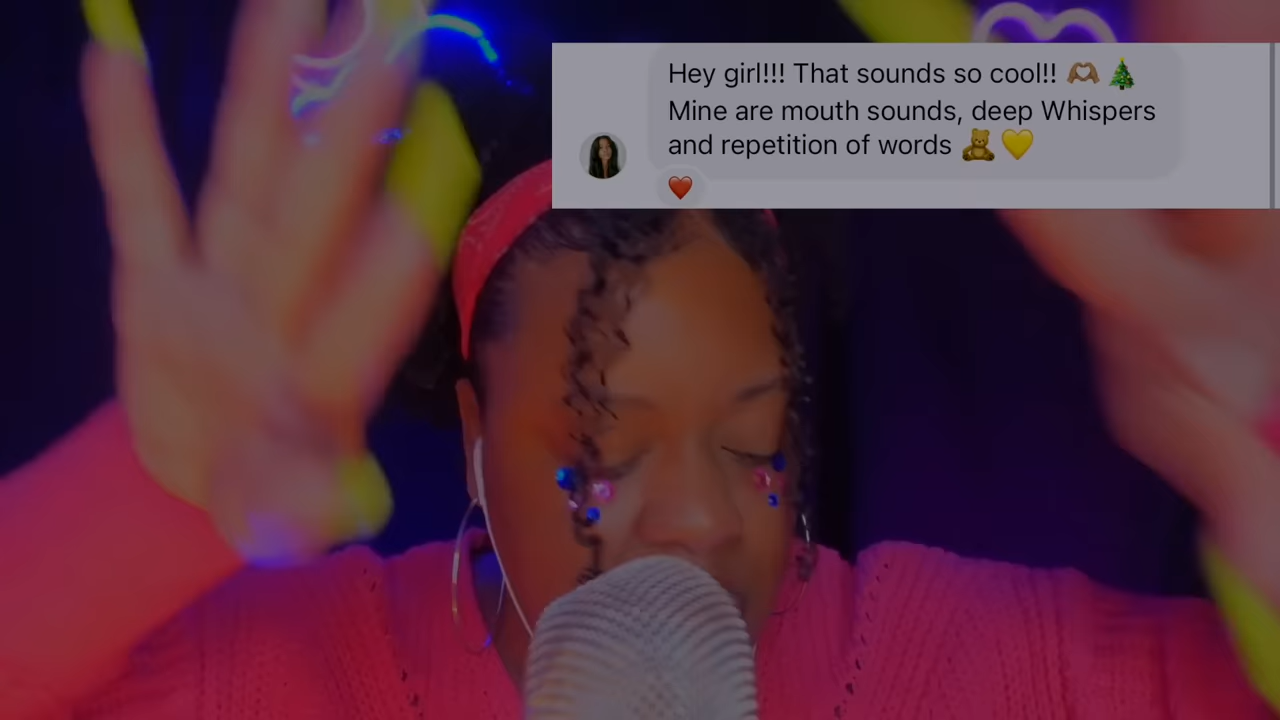 Hey girl!!! That sounds so cool!! 🫶🏽 🎄
Mine are mouth sounds, deep Whispers
and repetition of words 🧸 💛
❤️